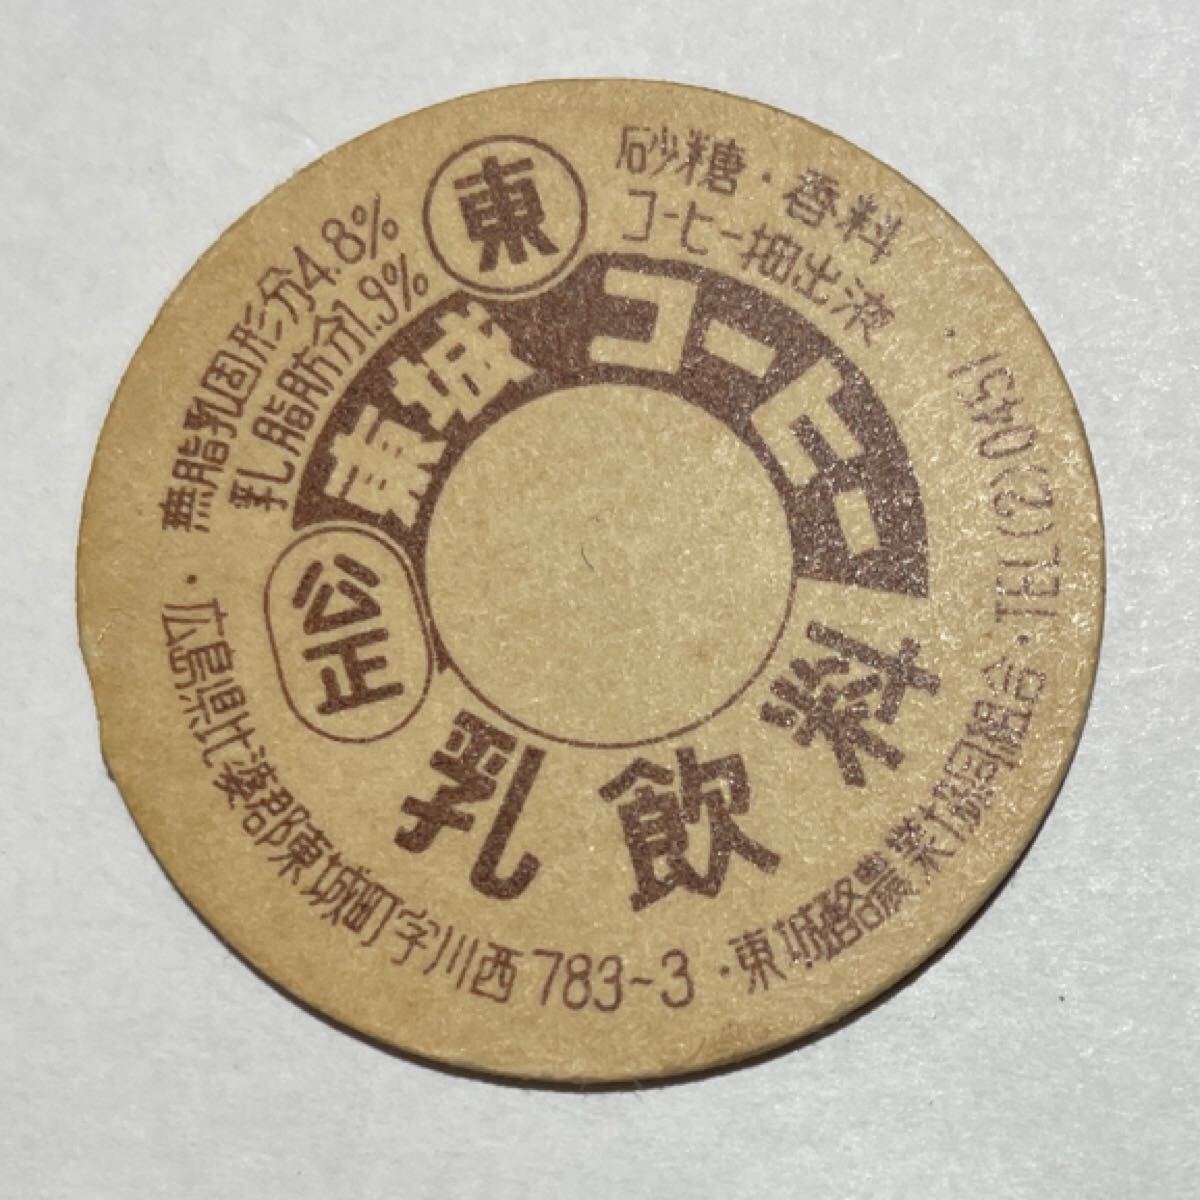 東
東城コーヒー
公正
乳飲料
砂糖・香料
コーヒー抽出液
無脂乳固形分4.8%
乳脂肪分1.9%
・広島県比婆郡東城町字川西783~3・東城酪農業協同組合・TEL(2)0451・